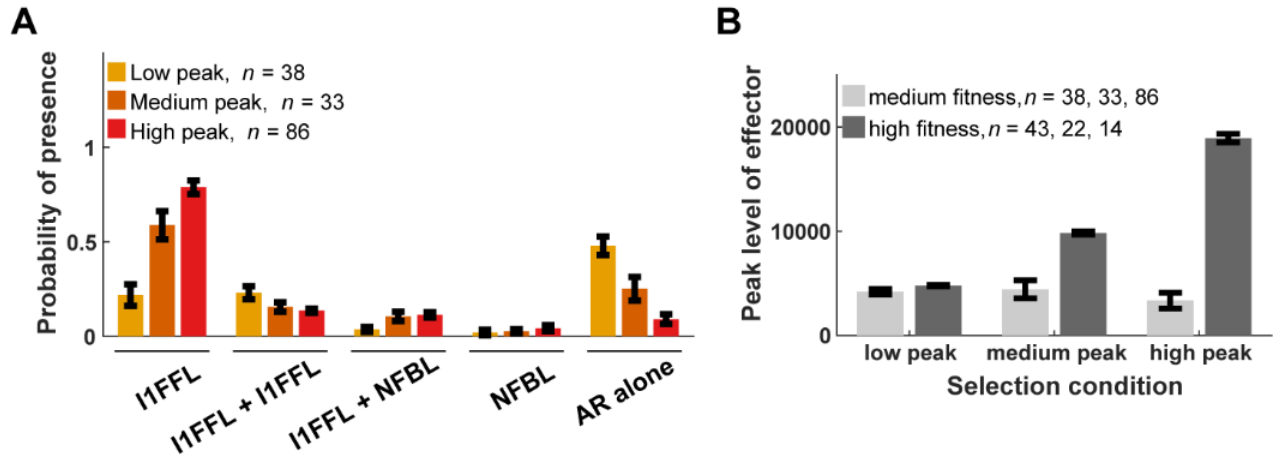 A
Probability of presence
Low peak, n = 38
Medium peak, n = 33
High peak, n = 86
1
0.5
0
I1FFL
I1FFL + I1FFL
I1FFL + NFBL
NFBL
AR alone
B
Peak level of effector
medium fitness, n = 38, 33, 86
high fitness, n = 43, 22, 14
20000
10000
0
low peak
medium peak
high peak
Selection condition